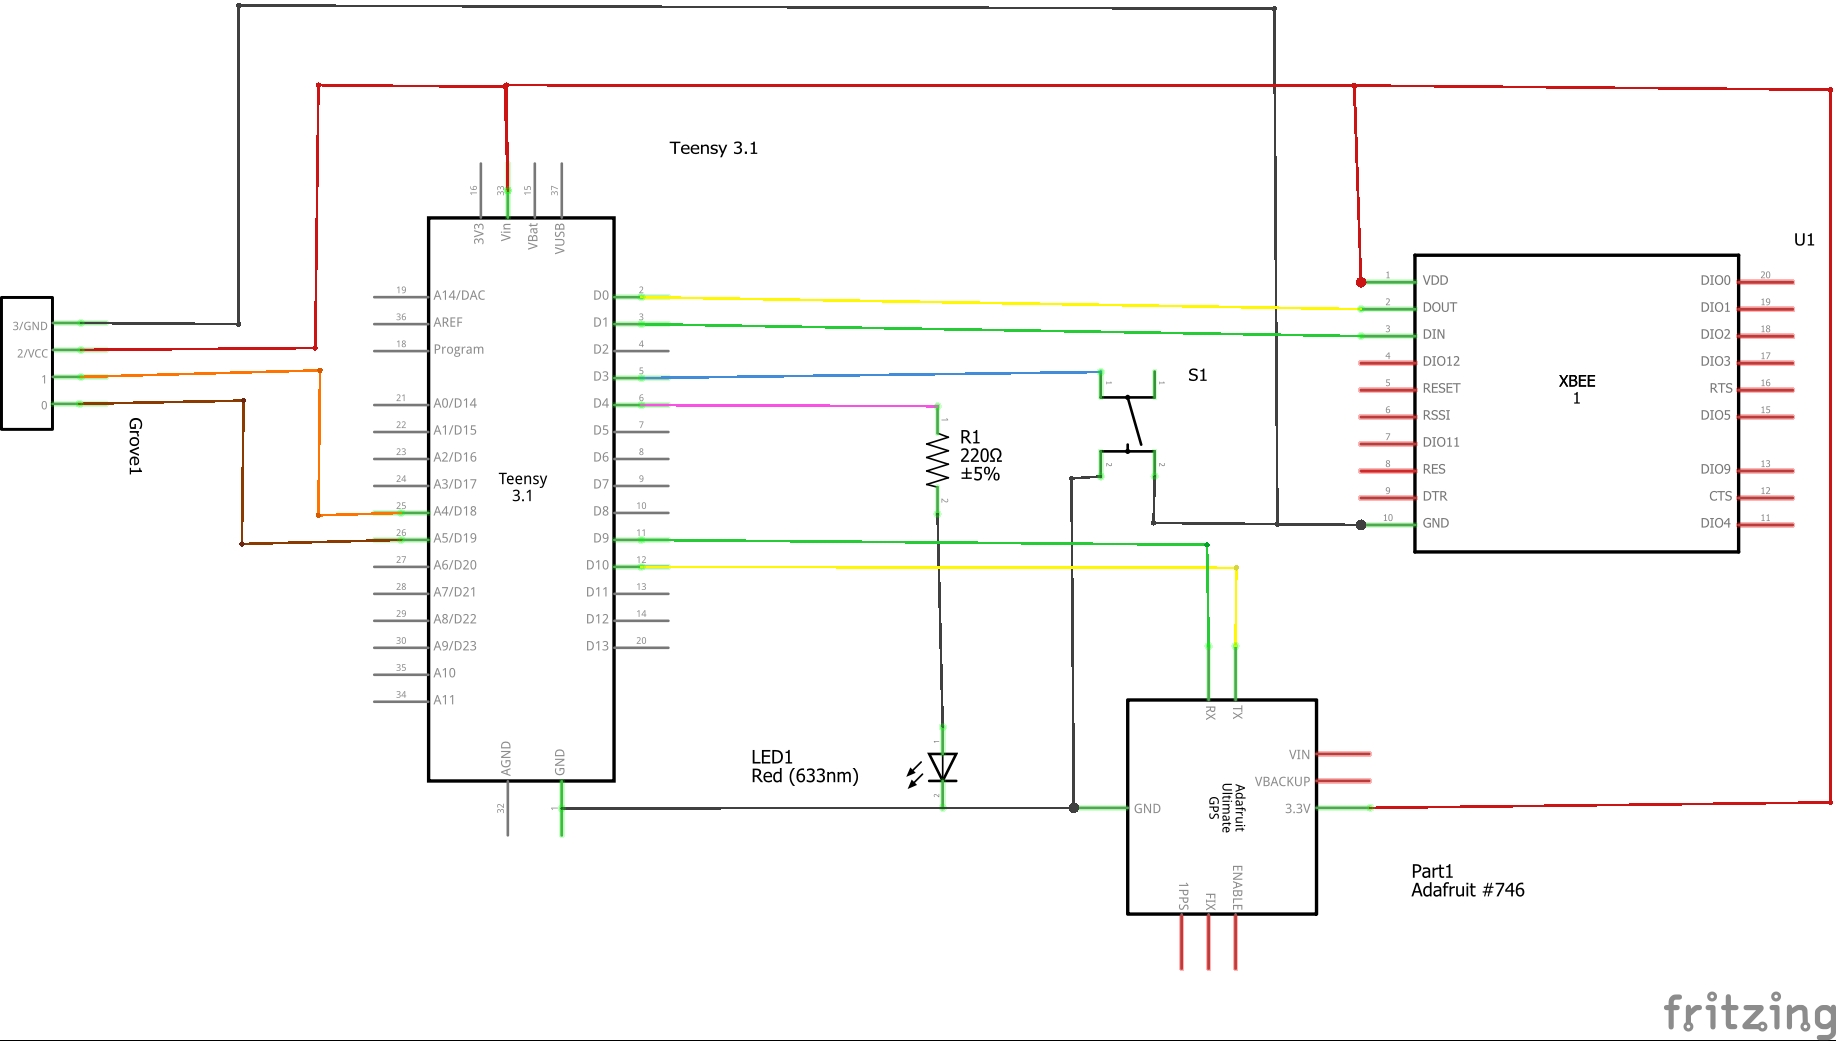 Teensy 3.1
16
33
15
37
3V3
Vin
VBat
VUSB
U1
19 A14/DAC
36 AREF
18 Program
21 A0/D14
22 A1/D15
23 A2/D16
24 A3/D17
25 A4/D18
26 A5/D19
27 A6/D20
28 A7/D21
29 A8/D22
30 A9/D23
35 A10
34 A11
Teensy
3.1
D0 2
D1 3
D2 4
D3 5
D4 6
D5 7
D6 8
D7 9
D8 10
D9 11
D10 12
D11 13
D12 14
D13 20
AGND
GND
32
1
3/GND
2/VCC
1
0
Grove1
S1
1
1
2
2
R1
220Ω
±5%
1
2
LED1
Red (633nm)
1
2
1 VDD
2 DOUT
3 DIN
4 DIO12
5 RESET
6 RSSI
7 DIO11
8 RES
9 DTR
10 GND
XBEE
1
DIO0 20
DIO1 19
DIO2 18
DIO3 17
RTS 16
DIO5 15
DIO9 13
CTS 12
DIO4 11
RX
TX
VIN
VBACKUP
3.3V
GND
Adafruit
Ultimate
GPS
1PPS
FIX
ENABLE
Part1
Adafruit #746
fritzing